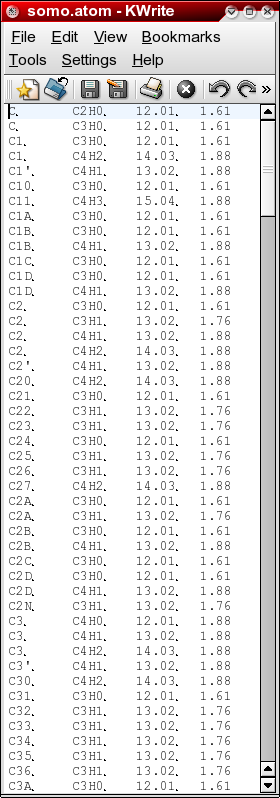 somo.atom - KWrite
File Edit View Bookmarks
Tools Settings Help
C. C2H0. 12.01. 1.61
C. C3H0. 12.01. 1.61
C1. C3H0. 12.01. 1.61
C1. C4H2. 14.03. 1.88
C1'. C4H1. 13.02. 1.88
C10. C3H0. 12.01. 1.61
C11. C4H3. 15.04. 1.88
C1A. C3H0. 12.01. 1.61
C1B. C3H0. 12.01. 1.61
C1B. C4H1. 13.02. 1.88
C1C. C3H0. 12.01. 1.61
C1D. C3H0. 12.01. 1.61
C1D. C4H1. 13.02. 1.88
C2. C3H0. 12.01. 1.61
C2. C3H1. 13.02. 1.76
C2. C4H1. 13.02. 1.88
C2. C4H2. 14.03. 1.88
C2'. C4H1. 13.02. 1.88
C20. C4H2. 14.03. 1.88
C21. C3H0. 12.01. 1.61
C22. C3H1. 13.02. 1.76
C23. C3H1. 13.02. 1.76
C24. C3H0. 12.01. 1.61
C25. C3H1. 13.02. 1.76
C26. C3H1. 13.02. 1.76
C27. C4H2. 14.03. 1.88
C2A. C3H0. 12.01. 1.61
C2A. C3H1. 13.02. 1.76
C2B. C3H0. 12.01. 1.61
C2B. C4H1. 13.02. 1.88
C2C. C3H0. 12.01. 1.61
C2D. C3H0. 12.01. 1.61
C2D. C4H1. 13.02. 1.88
C2N. C3H1. 13.02. 1.76
C3. C3H0. 12.01. 1.61
C3. C4H1. 13.02. 1.88
C3. C4H2. 14.03. 1.88
C3'. C4H1. 13.02. 1.88
C30. C4H2. 14.03. 1.88
C31. C3H0. 12.01. 1.61
C32. C3H1. 13.02. 1.76
C33. C3H1. 13.02. 1.76
C34. C3H1. 13.02. 1.76
C35. C3H1. 13.02. 1.76
C36. C3H1. 13.02. 1.76
C3A. C3H0. 12.01. 1.61